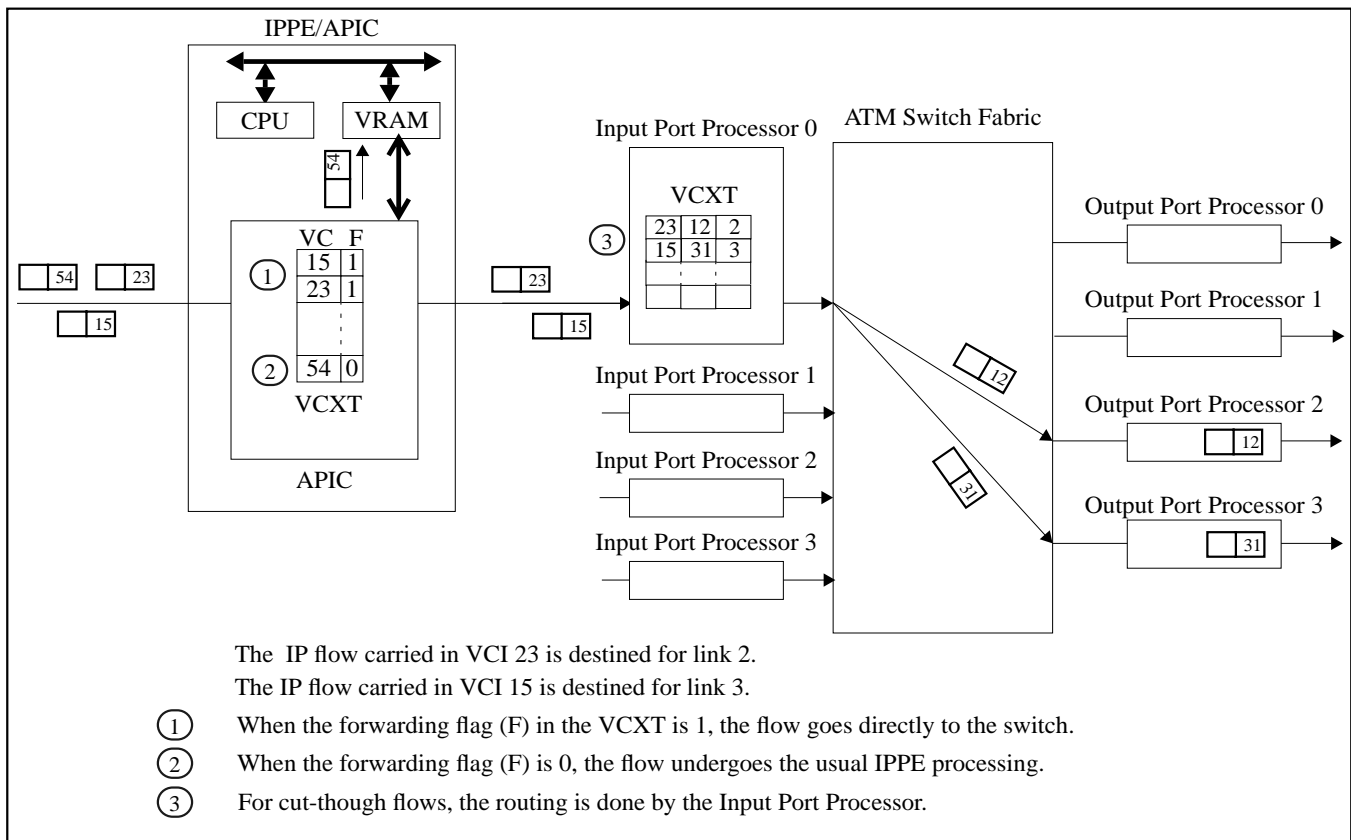 IPPE/APIC
CPU
VRAM
54
VC F
15 1
23 1
54 0
VCXT
APIC
1
2
54
23
15
23
15
Input Port Processor 0
VCXT
23 12 2
15 31 3
3
Input Port Processor 1
Input Port Processor 2
Input Port Processor 3
ATM Switch Fabric
12
31
Output Port Processor 0
Output Port Processor 1
Output Port Processor 2
12
Output Port Processor 3
31
The IP flow carried in VCI 23 is destined for link 2.
The IP flow carried in VCI 15 is destined for link 3.
1 When the forwarding flag (F) in the VCXT is 1, the flow goes directly to the switch.
2 When the forwarding flag (F) is 0, the flow undergoes the usual IPPE processing.
3 For cut-though flows, the routing is done by the Input Port Processor.